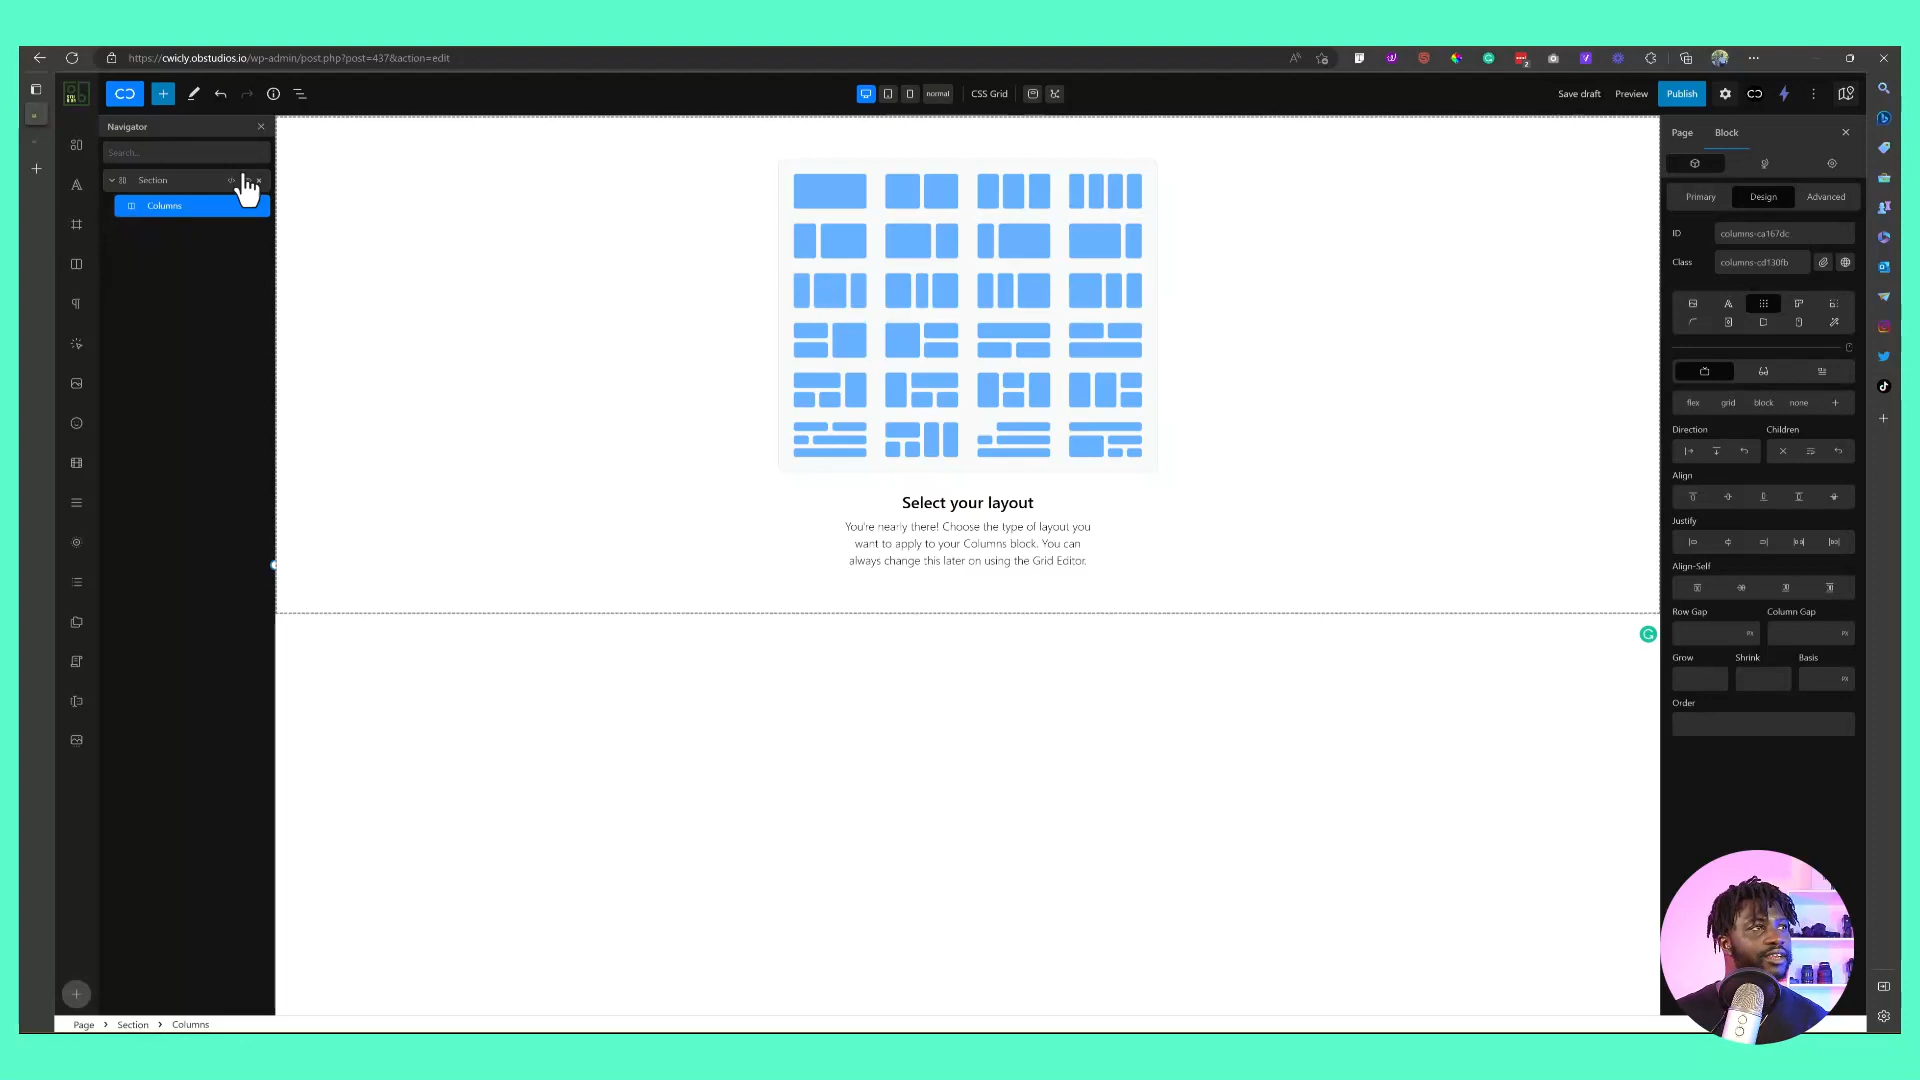 https://cwicly.obstudios.io/wp-admin/post.php?post=437&action=edit
normal
CSS Grid
Save draft
Preview
Publish
Navigator
Search...
Section
Columns
Select your layout
You're nearly there! Choose the type of layout you
want to apply to your Columns block. You can
always change this later on using the Grid Editor.
Page
Block
Primary
Design
Advanced
ID
columns-ca167dc
Class
columns-cd130fb
flex
grid
block
none
Direction
Children
Align
Justify
Align-Self
Row Gap
Column Gap
PX
PX
Grow
Shrink
Basis
PX
Order
Page > Section > Columns